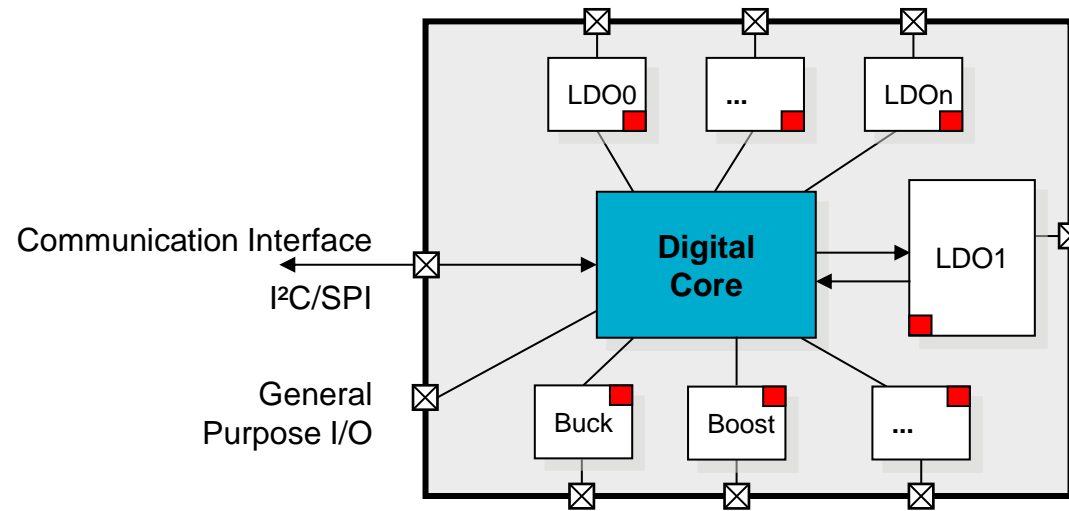 LDO0
...
LDOn
Communication Interface
I²C/SPI
Digital
Core
LDO1
General
Purpose I/O
Buck
Boost
...